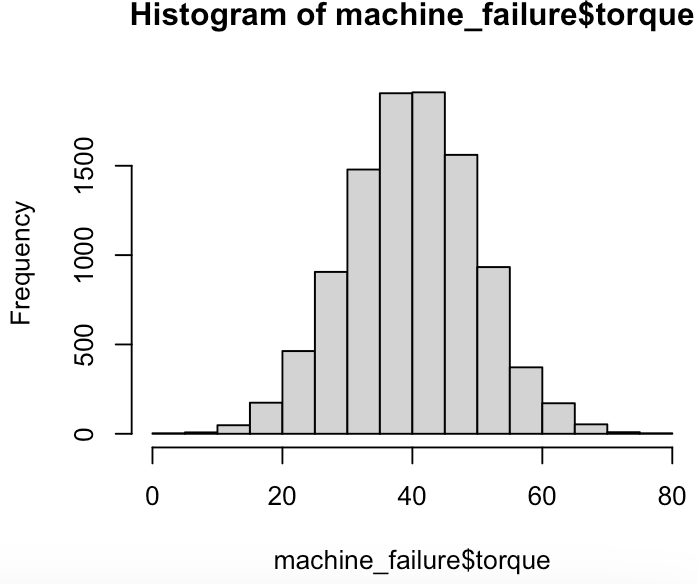 Histogram of machine_failure$torque
Frequency
1500
1000
500
0
0 20 40 60 80
machine_failure$torque